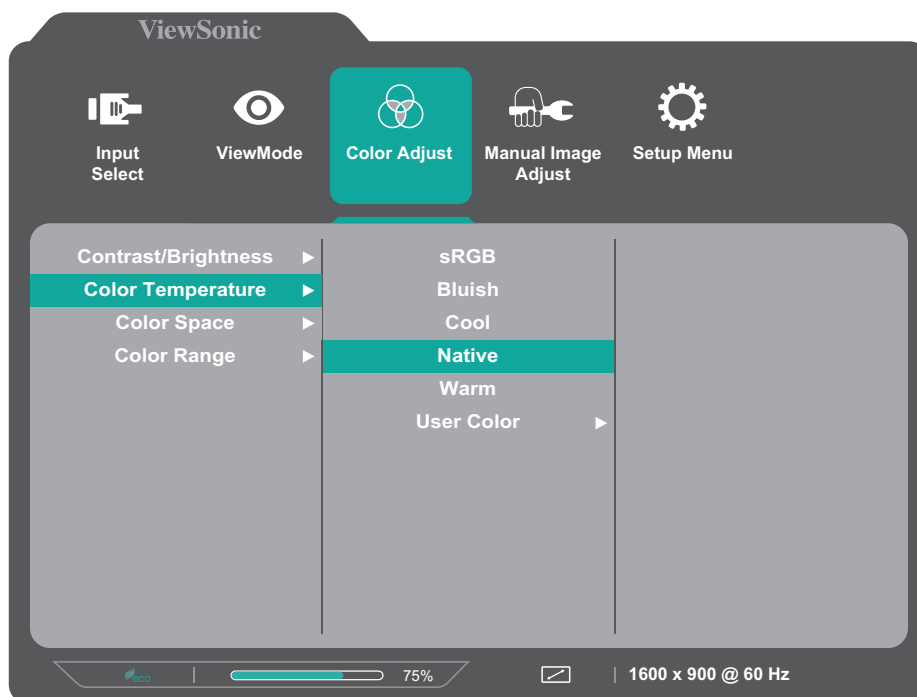 ViewSonic
Input Select
ViewMode
Color Adjust
Manual Image Adjust
Setup Menu
Contrast/Brightness
Color Temperature
Color Space
Color Range
sRGB
Bluish
Cool
Native
Warm
User Color
eco
75%
1600 x 900 @ 60 Hz